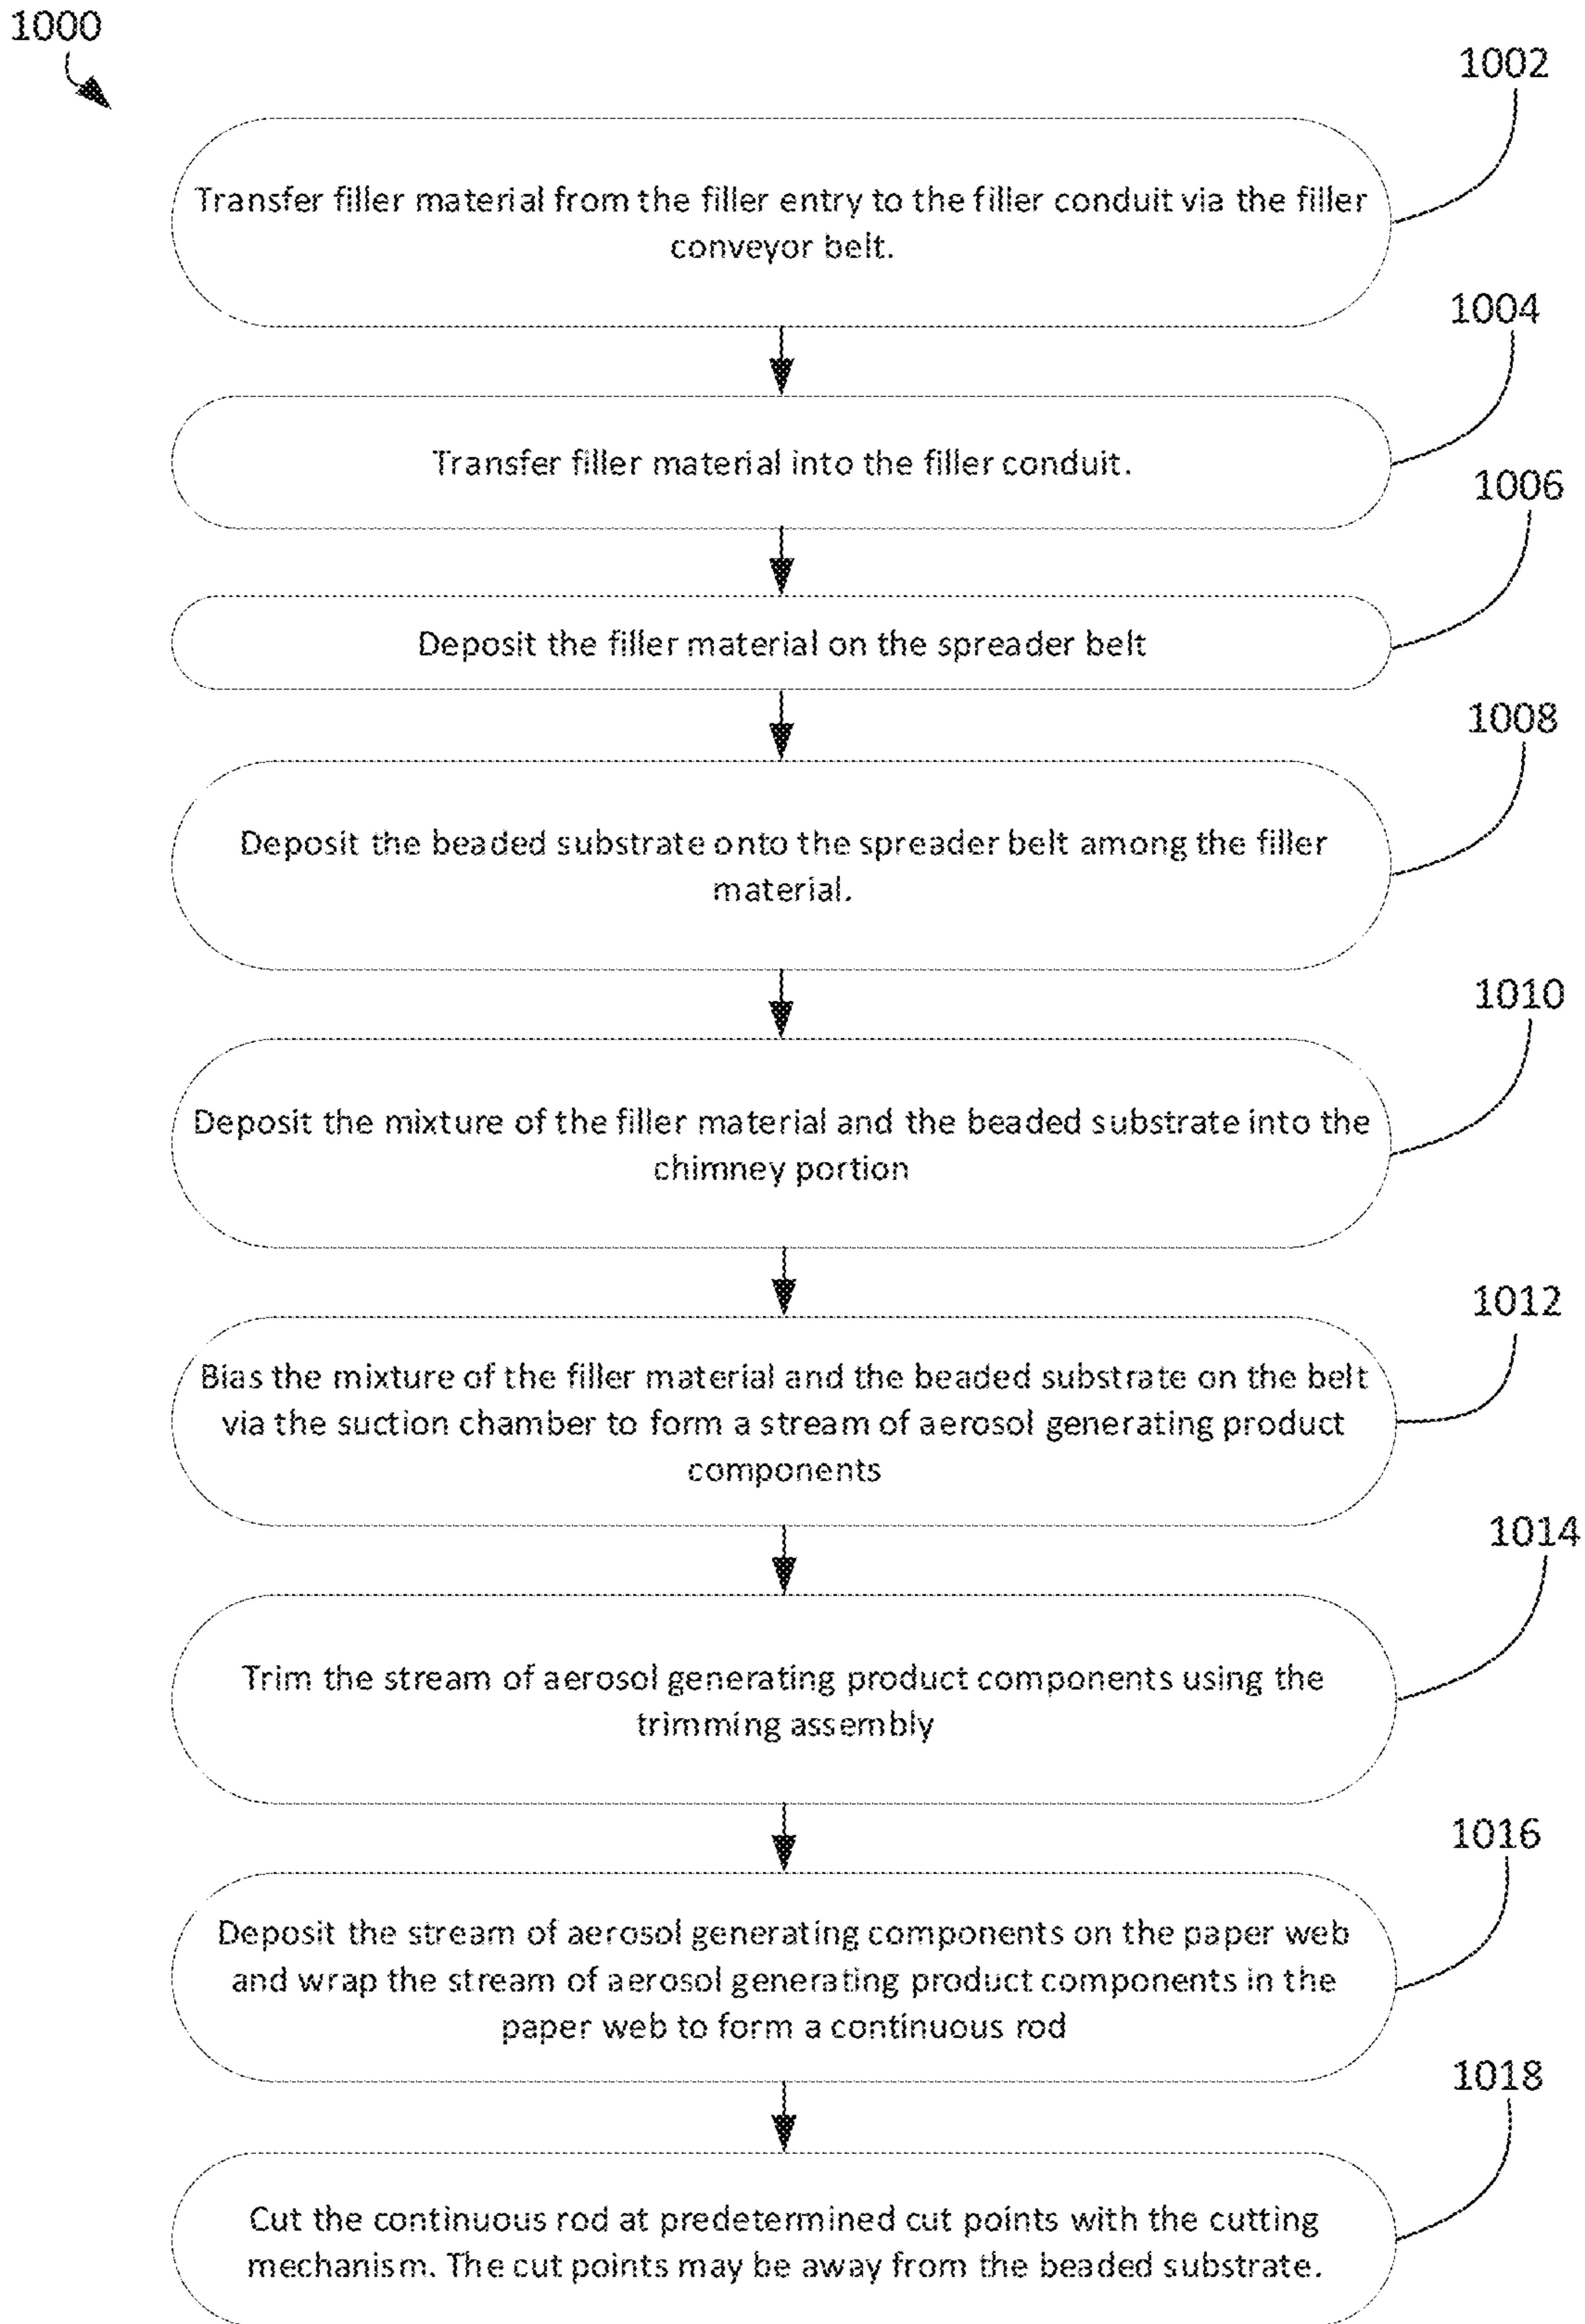 1000
1002
Transfer filler material from the filler entry to the filler conduit via the filler
conveyor belt.
1004
Transfer filler material into the filler conduit.
1006
Deposit the filler material on the spreader belt
1008
Deposit the beaded substrate onto the spreader belt among the filler
material.
1010
Deposit the mixture of the filler material and the beaded substrate into the
chimney portion
1012
Bias the mixture of the filler material and the beaded substrate on the belt
via the suction chamber to form a stream of aerosol generating product
components
1014
Trim the stream of aerosol generating product components using the
trimming assembly
1016
Deposit the stream of aerosol generating components on the paper web
and wrap the stream of aerosol generating product components in the
paper web to form a continuous rod
1018
Cut the continuous rod at predetermined cut points with the cutting
mechanism. The cut points may be away from the beaded substrate.